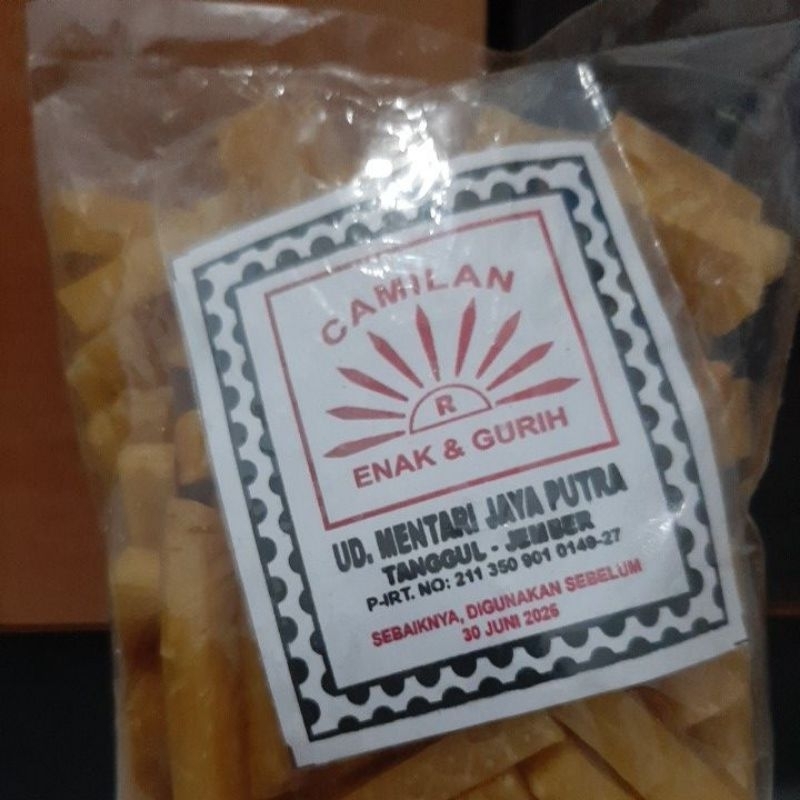 CAMILAN
R
ENAK & GURIH
UD. MENTARI JAYA PUTRA
TANGGUL - JEMBER
P-IRT. NO: 211 350 901 0149-27
SEBAIKNYA, DIGUNAKAN SEBELUM
30 JUNI 2026